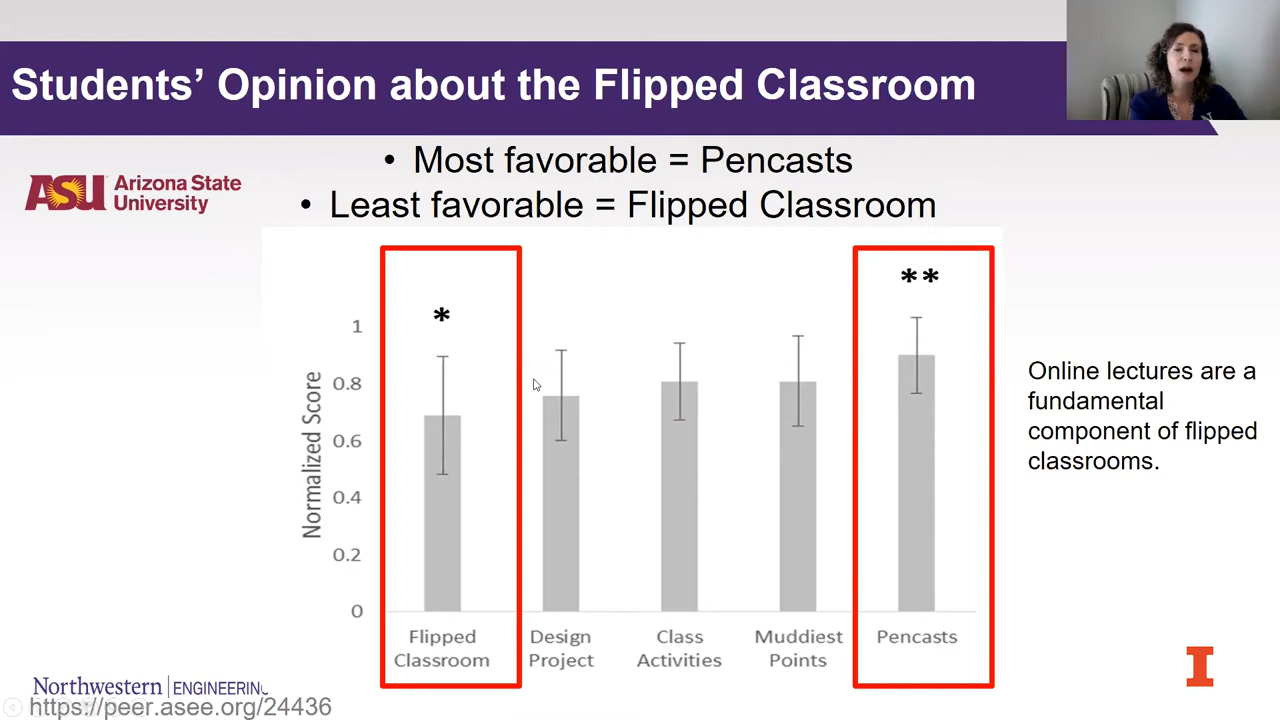 Students’ Opinion about the Flipped Classroom
ASU Arizona State
University
• Most favorable = Pencasts
• Least favorable = Flipped Classroom
*
**
1
0.8
0.6
0.4
0.2
0
Normalized Score
Flipped
Classroom
Design
Project
Class
Activities
Muddiest
Points
Pencasts
Online lectures are a
fundamental
component of flipped
classrooms.
Northwestern | ENGINEERING
https://peer.asee.org/24436
I